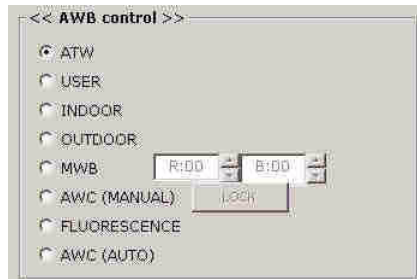 << AWB control >>
ATW
USER
INDOOR
OUTDOOR
MWB R:00 B:00
AWC (MANUAL) LOCK
FLUORESCENCE
AWC (AUTO)